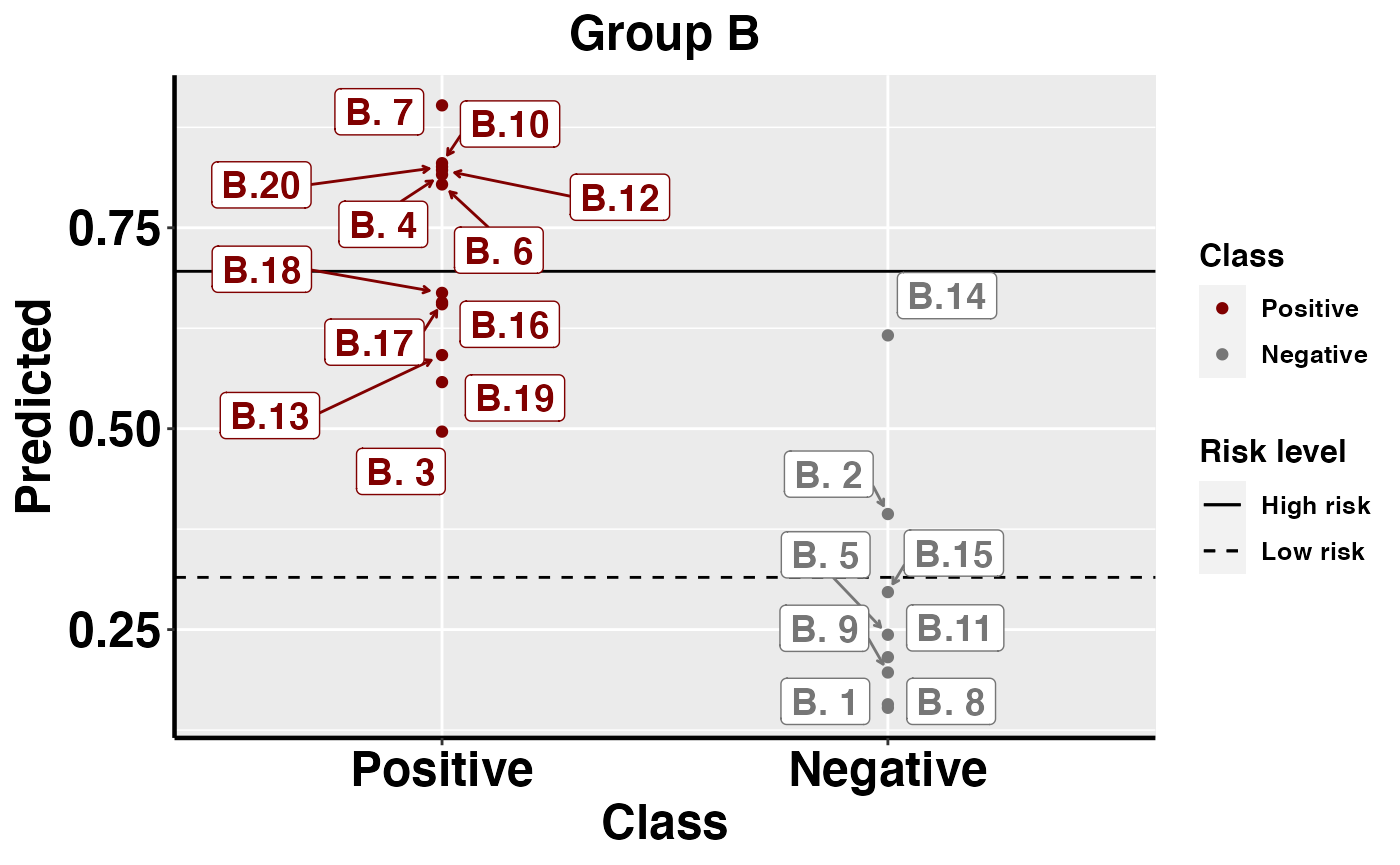 Group B
Predicted
0.75
0.50
0.25
B. 7
B.10
B.20
B.12
B. 4
B. 6
B.18
B.16
B.17
B.13
B.19
B. 3
B.14
B. 2
B. 5
B.15
B. 9
B.11
B. 1
B. 8
Positive
Negative
Class
Class
Positive
Negative
Risk level
High risk
Low risk